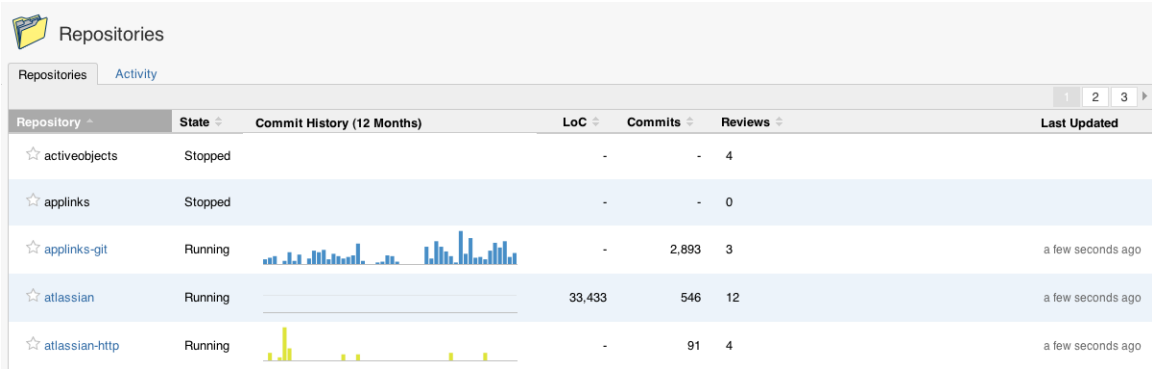 Repositories
Repositories Activity
1 2 3
Repository State Commit History (12 Months) LoC Commits Reviews Last Updated
activeobjects Stopped - - 4
applinks Stopped - - 0
applinks-git Running - 2,893 3 a few seconds ago
atlassian Running 33,433 546 12 a few seconds ago
atlassian-http Running - 91 4 a few seconds ago